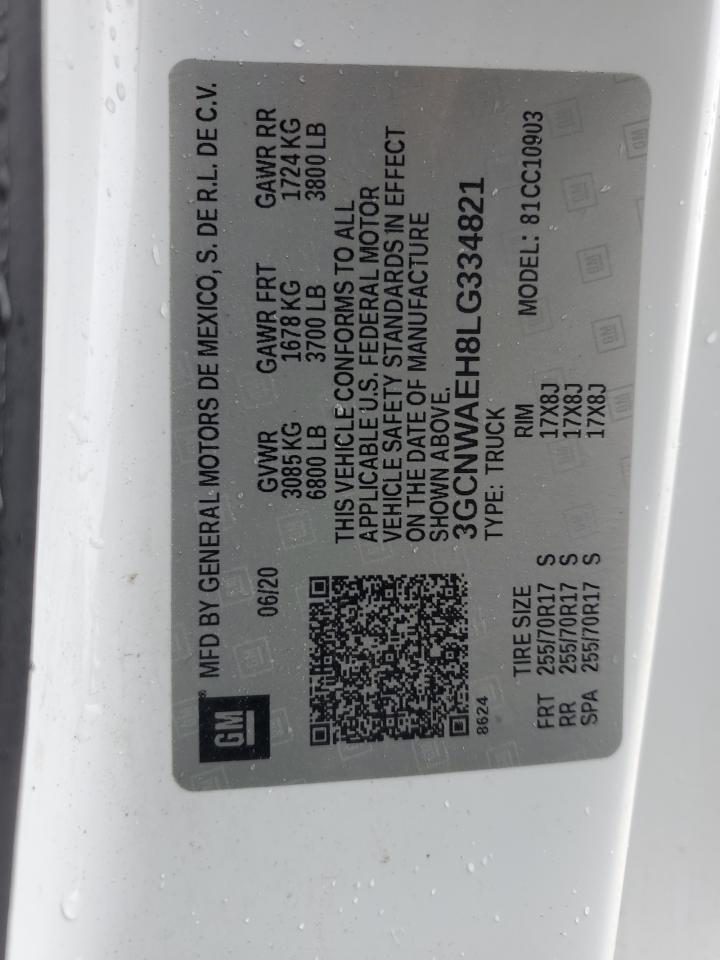 GM®
MFD BY GENERAL MOTORS DE MEXICO, S. DE R.L. DE C.V.
06/20
GVWR GAWR FRT GAWR RR
3085 KG 1678 KG 1724 KG
6800 LB 3700 LB 3800 LB
THIS VEHICLE CONFORMS TO ALL
APPLICABLE U.S. FEDERAL MOTOR
VEHICLE SAFETY STANDARDS IN EFFECT
ON THE DATE OF MANUFACTURE
SHOWN ABOVE.
3GCNWAEH8LG334821
TYPE: TRUCK MODEL: 81CC10903
8624
TIRE SIZE RIM
FRT 255/70R17 S 17X8J
RR 255/70R17 S 17X8J
SPA 255/70R17 S 17X8J